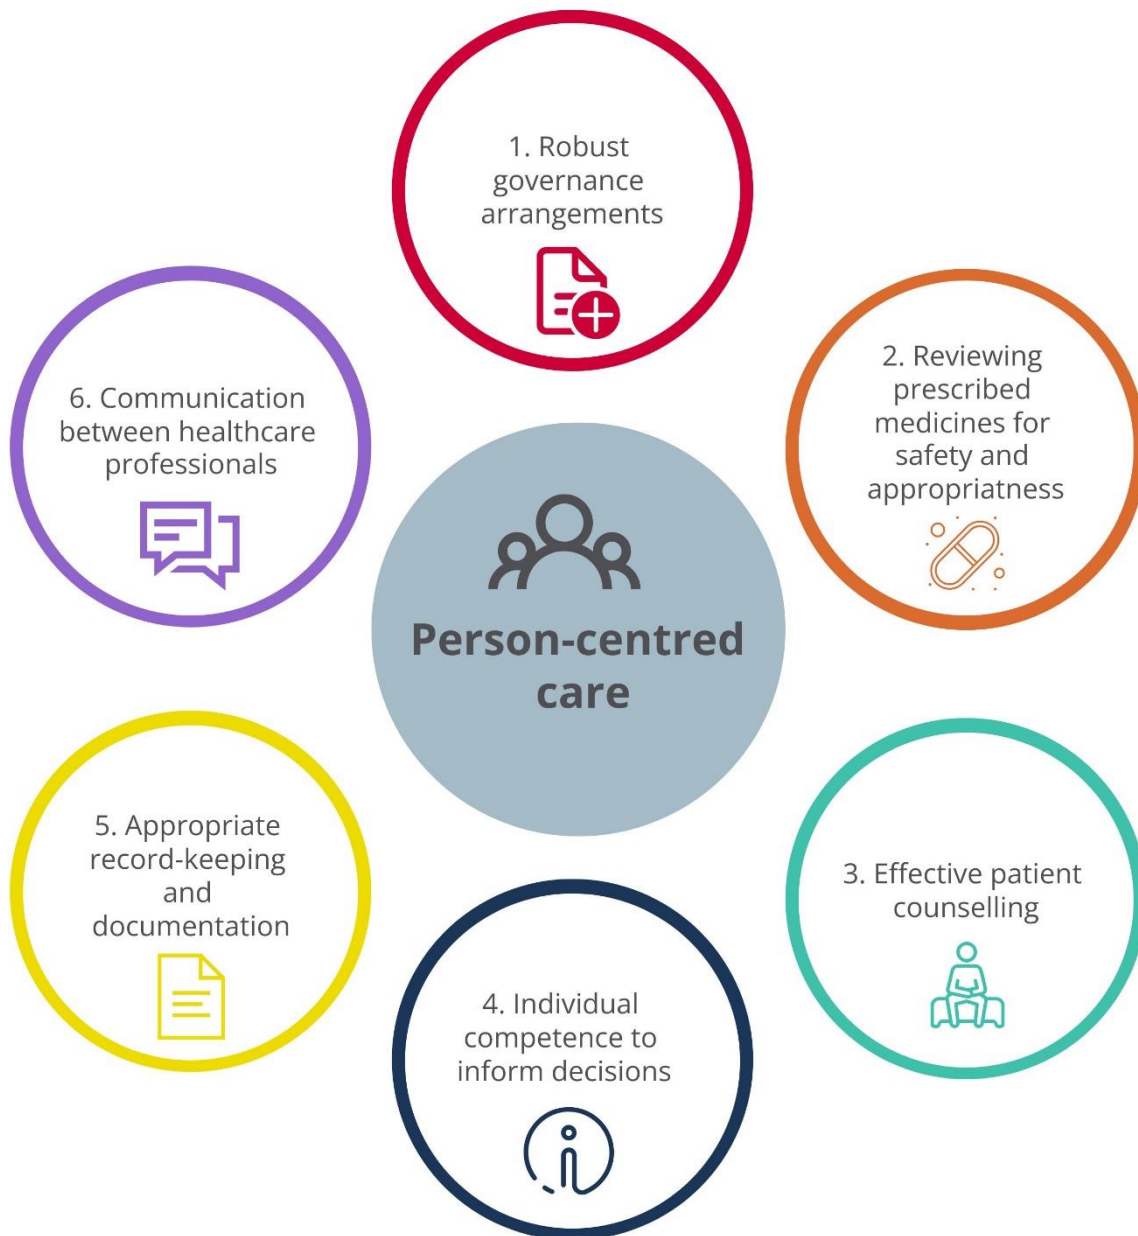 1. Robust
governance
arrangements
2. Reviewing
prescribed
medicines for
safety and
appropriatness
3. Effective patient
counselling
4. Individual
competence to
inform decisions
5. Appropriate
record-keeping
and
documentation
6. Communication
between healthcare
professionals
Person-centred
care